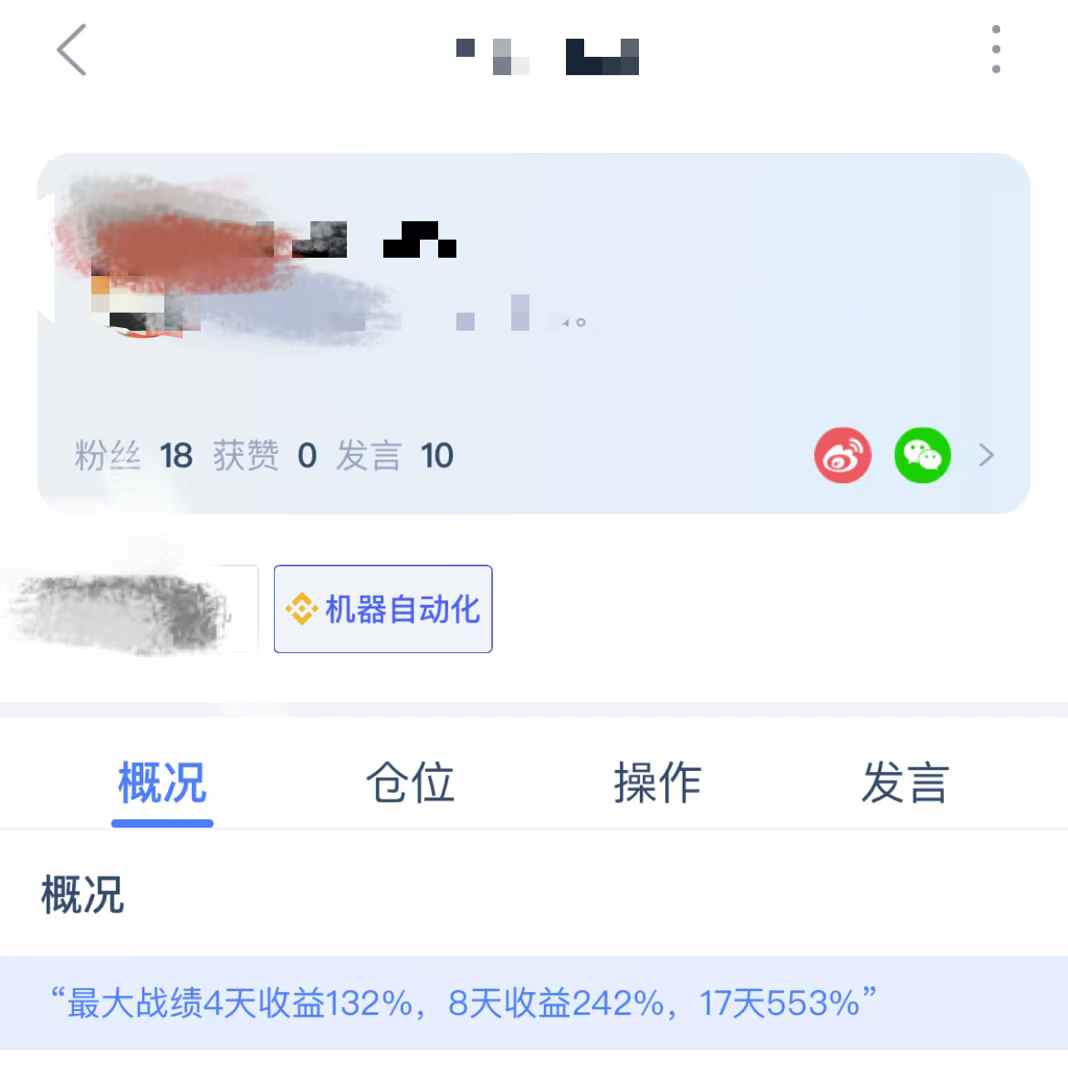 粉丝 18 获赞 0 发言 10
机器自动化
概况 仓位 操作 发言
概况
“最大战绩4天收益132%，8天收益242%，17天553%”